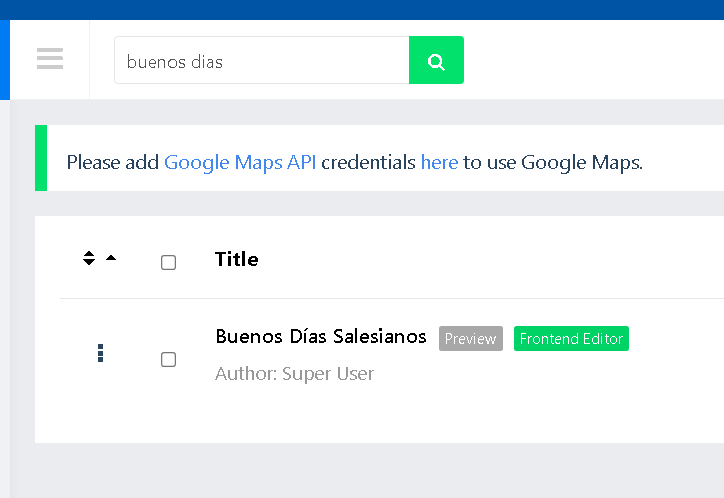 buenos dias
Please add Google Maps API credentials here to use Google Maps.
Title
Buenos Días Salesianos Preview Frontend Editor
Author: Super User